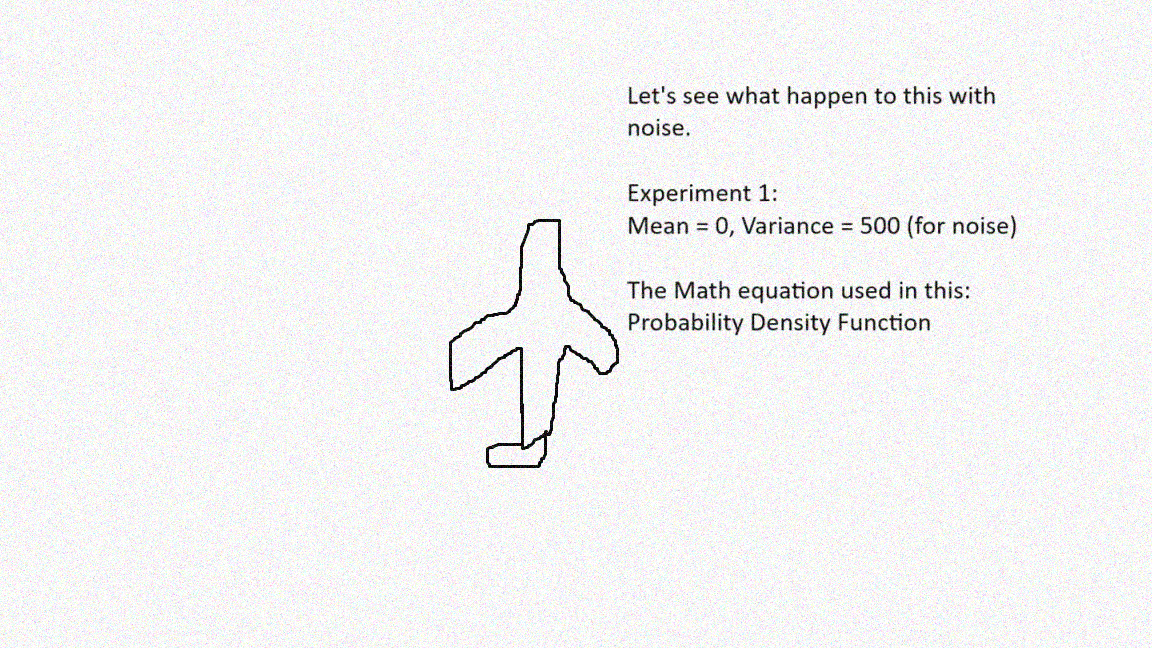 Let's see what happen to this with
noise.
Experiment 1:
Mean = 0, Variance = 500 (for noise)
The Math equation used in this:
Probability Density Function